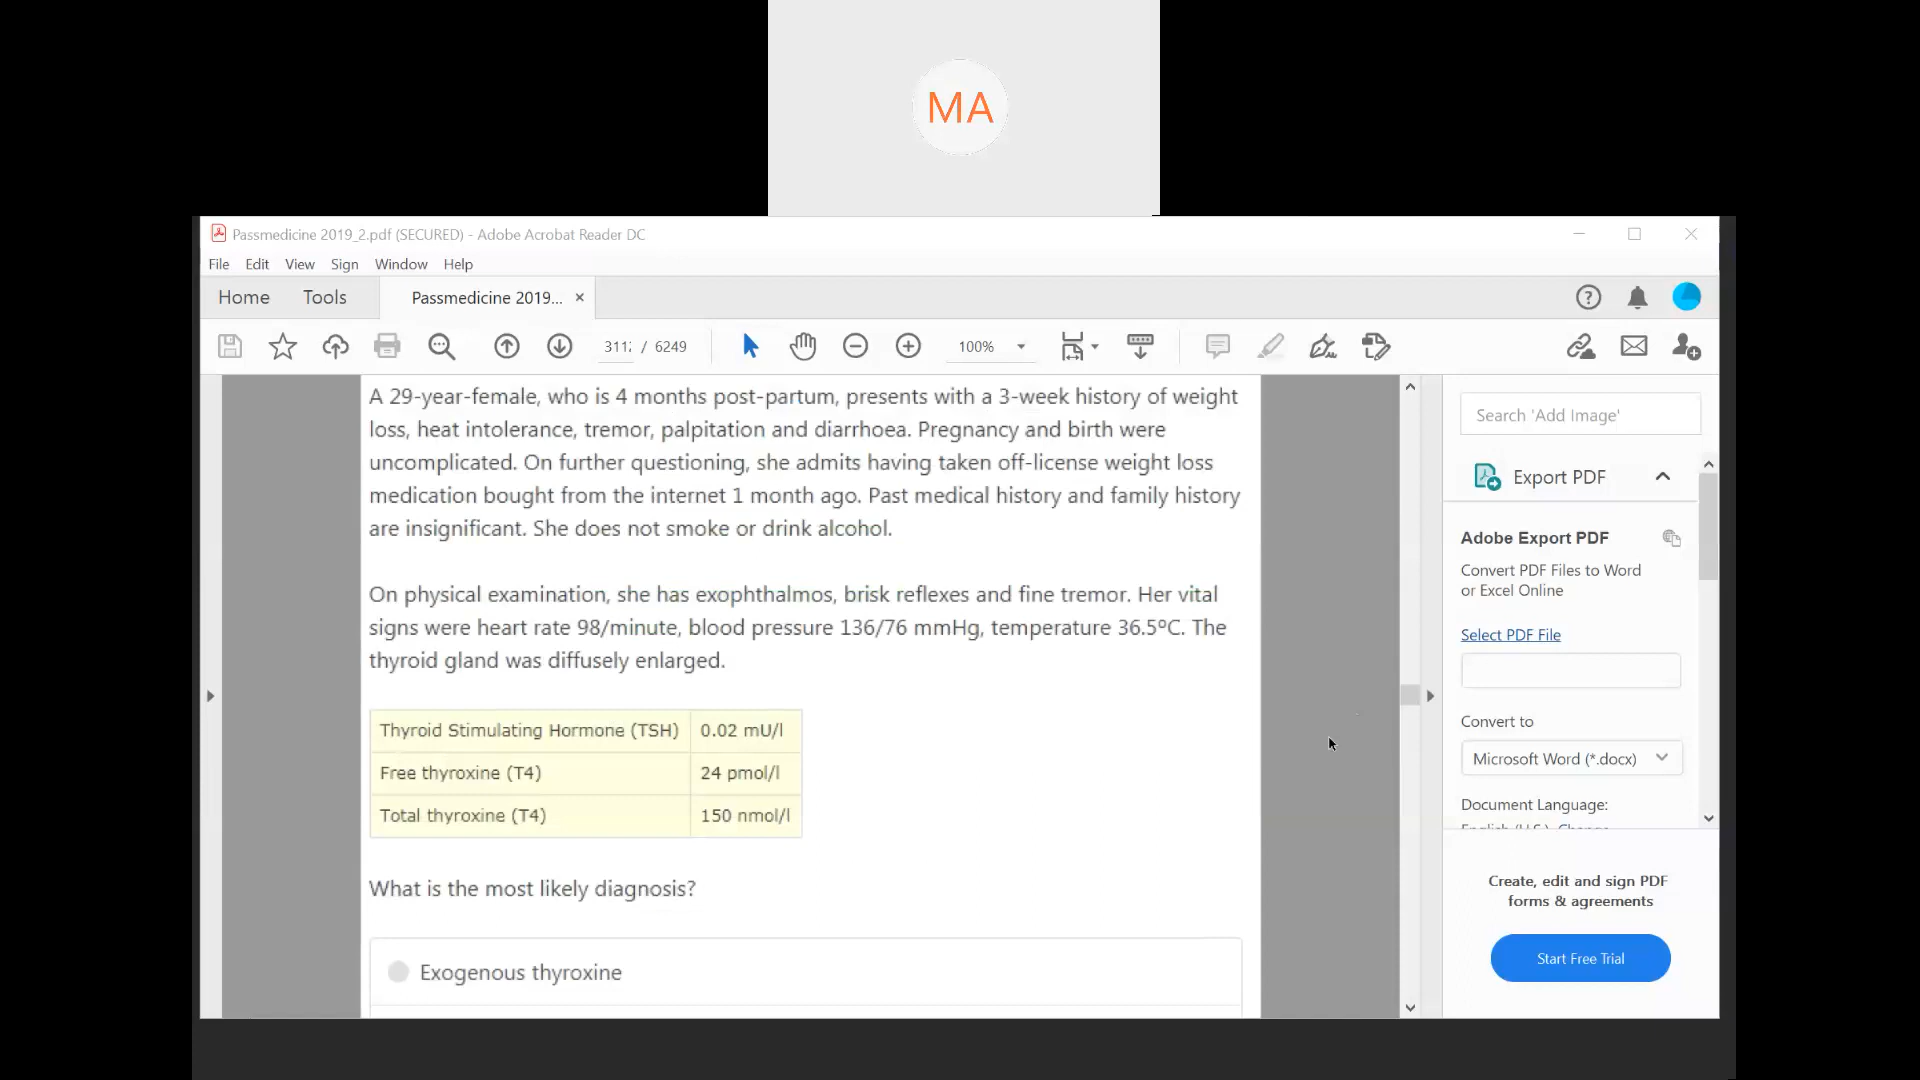 MA
Passmedicine 2019_2.pdf (SECURED) - Adobe Acrobat Reader DC
File Edit View Sign Window Help
Home Tools Passmedicine 2019... ×
/ 6249 100%
A 29-year-female, who is 4 months post-partum, presents with a 3-week history of weight
loss, heat intolerance, tremor, palpitation and diarrhoea. Pregnancy and birth were
uncomplicated. On further questioning, she admits having taken off-license weight loss
medication bought from the internet 1 month ago. Past medical history and family history
are insignificant. She does not smoke or drink alcohol.
On physical examination, she has exophthalmos, brisk reflexes and fine tremor. Her vital
signs were heart rate 98/minute, blood pressure 136/76 mmHg, temperature 36.5ºC. The
thyroid gland was diffusely enlarged.
Thyroid Stimulating Hormone (TSH) 0.02 mU/l
Free thyroxine (T4) 24 pmol/l
Total thyroxine (T4) 150 nmol/l
What is the most likely diagnosis?
Exogenous thyroxine
Search 'Add Image'
Export PDF
Adobe Export PDF
Convert PDF Files to Word
or Excel Online
Select PDF File
Convert to
Microsoft Word (*.docx)
Document Language:
English (U.S.) Change
Create, edit and sign PDF
forms & agreements
Start Free Trial